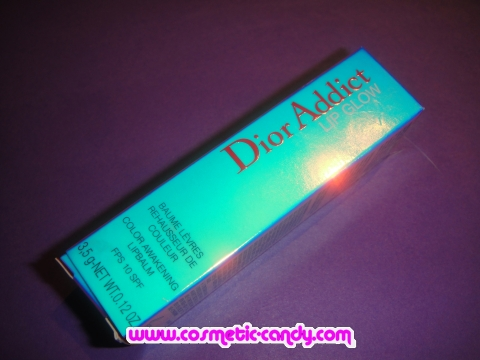 Dior Addict
LIP GLOW
BAUME LÈVRES
REHAUSSEUR DE
COULEUR
COLOR AWAKENING
LIPBALM
FPS 10 SPF
3,5 g-NET WT.0.12 OZ
www.cosmetic-candy.com